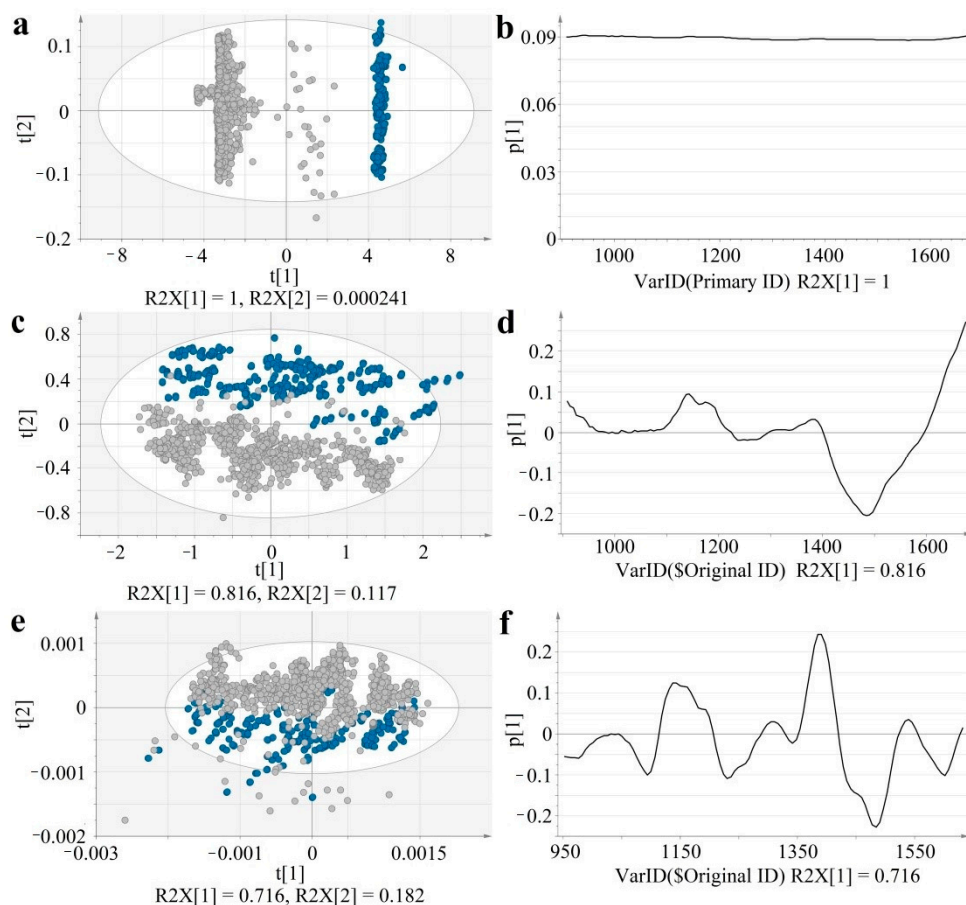 a
t[2]
0.1
0
-0.1
-0.2
-8 -4 0 4 8
t[1]
R2X[1] = 1, R2X[2] = 0.000241
b
p[1]
0.09
0.06
0.03
0
1000 1200 1400 1600
VarID(Primary ID) R2X[1] = 1
c
t[2]
0.8
0.4
0
-0.4
-0.8
-2 -1 0 1 2
t[1]
R2X[1] = 0.816, R2X[2] = 0.117
d
p[1]
0.2
0.1
0
-0.1
-0.2
1000 1200 1400 1600
VarID($Original ID) R2X[1] = 0.816
e
t[2]
0.001
0
-0.001
-0.002
-0.003 -0.001 0 0.0015
t[1]
R2X[1] = 0.716, R2X[2] = 0.182
f
p[1]
0.2
0.1
0
-0.1
-0.2
950 1150 1350 1550
VarID($Original ID) R2X[1] = 0.716